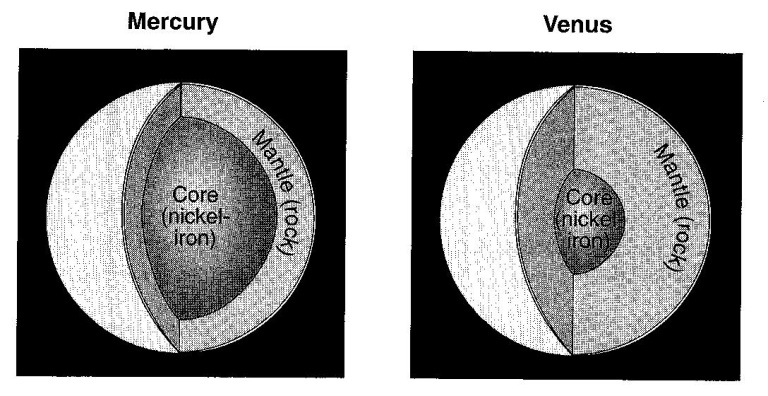 Mercury
Venus
Core
(nickel-
iron)
Mantle (rock)
Core
(nickel-
iron)
Mantle (rock)